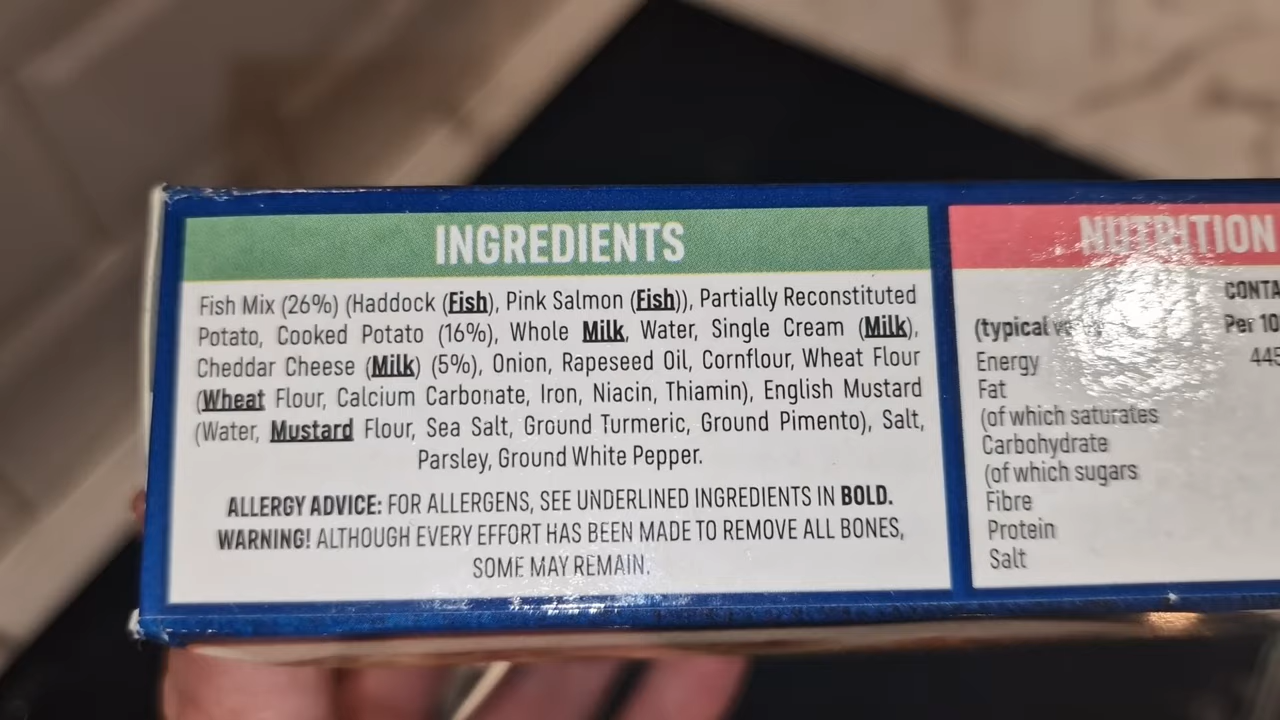 INGREDIENTS
Fish Mix (26%) (Haddock (Fish), Pink Salmon (Fish)), Partially Reconstituted
Potato, Cooked Potato (16%), Whole Milk, Water, Single Cream (Milk),
Cheddar Cheese (Milk) (5%), Onion, Rapeseed Oil, Cornflour, Wheat Flour
(Wheat Flour, Calcium Carbonate, Iron, Niacin, Thiamin), English Mustard
(Water, Mustard Flour, Sea Salt, Ground Turmeric, Ground Pimento), Salt,
Parsley, Ground White Pepper.
ALLERGY ADVICE: FOR ALLERGENS, SEE UNDERLINED INGREDIENTS IN BOLD.
WARNING! ALTHOUGH EVERY EFFORT HAS BEEN MADE TO REMOVE ALL BONES,
SOME MAY REMAIN.
NUTRITION
(typical
Per 10
Energy
Fat
(of which saturates
Carbohydrate
(of which sugars
Fibre
Protein
Salt